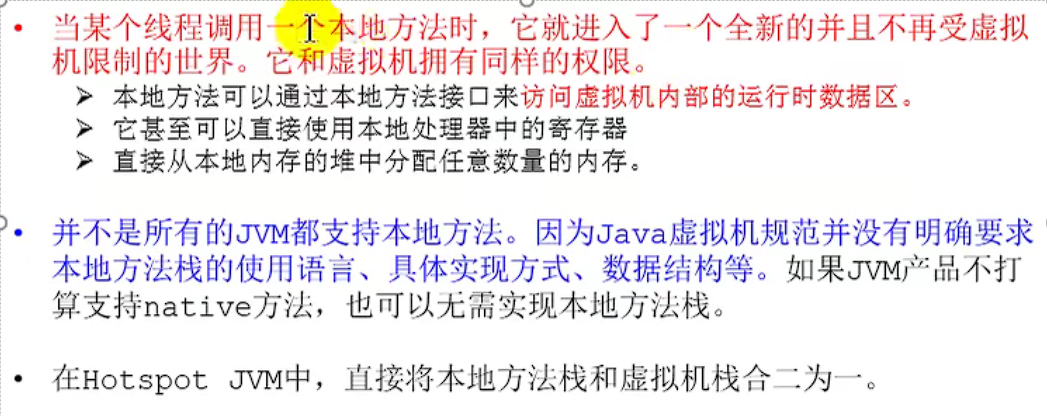 • 当某个线程调用一个本地方法时，它就进入了一个全新的并且不再受虚拟
机限制的世界。它和虚拟机拥有同样的权限。
➢ 本地方法可以通过本地方法接口来访问虚拟机内部的运行时数据区。
➢ 它甚至可以直接使用本地处理器中的寄存器
➢ 直接从本地内存的堆中分配任意数量的内存。
• 并不是所有的JVM都支持本地方法。因为Java虚拟机规范并没有明确要求
本地方法栈的使用语言、具体实现方式、数据结构等。如果JVM产品不打
算支持native方法，也可以无需实现本地方法栈。
• 在Hotspot JVM中，直接将本地方法栈和虚拟机栈合二为一。